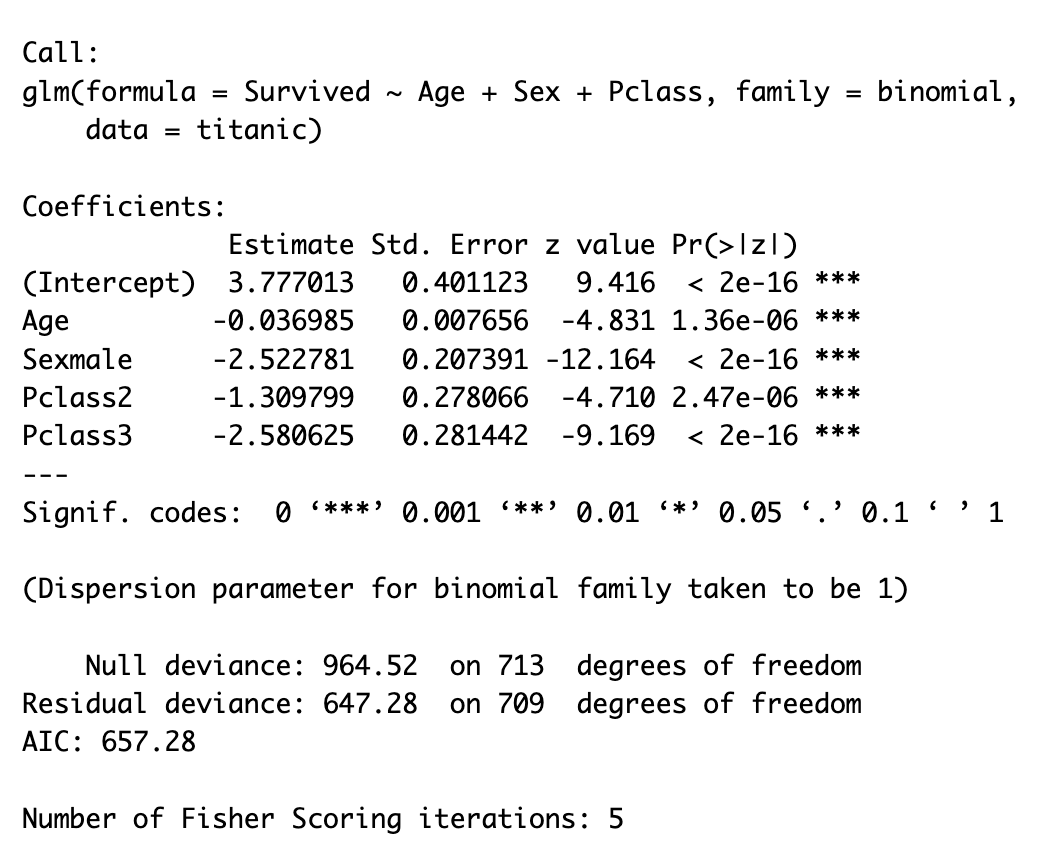 Call:
glm(formula = Survived ~ Age + Sex + Pclass, family = binomial,
    data = titanic)

Coefficients:
             Estimate Std. Error z value Pr(>|z|)
(Intercept)  3.777013   0.401123   9.416  < 2e-16 ***
Age         -0.036985   0.007656  -4.831 1.36e-06 ***
Sexmale     -2.522781   0.207391 -12.164  < 2e-16 ***
Pclass2     -1.309799   0.278066  -4.710 2.47e-06 ***
Pclass3     -2.580625   0.281442  -9.169  < 2e-16 ***
---
Signif. codes:  0 ‘***’ 0.001 ‘**’ 0.01 ‘*’ 0.05 ‘.’ 0.1 ‘ ’ 1

(Dispersion parameter for binomial family taken to be 1)

    Null deviance: 964.52  on 713  degrees of freedom
Residual deviance: 647.28  on 709  degrees of freedom
AIC: 657.28

Number of Fisher Scoring iterations: 5